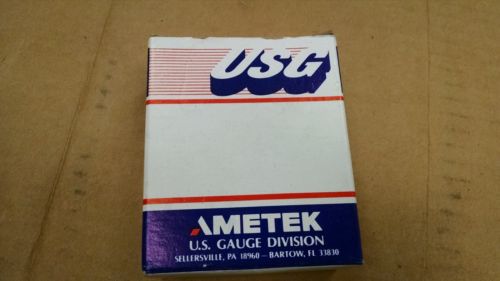 USG
AMETEK
U.S. GAUGE DIVISION
SELLERSVILLE, PA 18960 — BARTOW, FL 33830